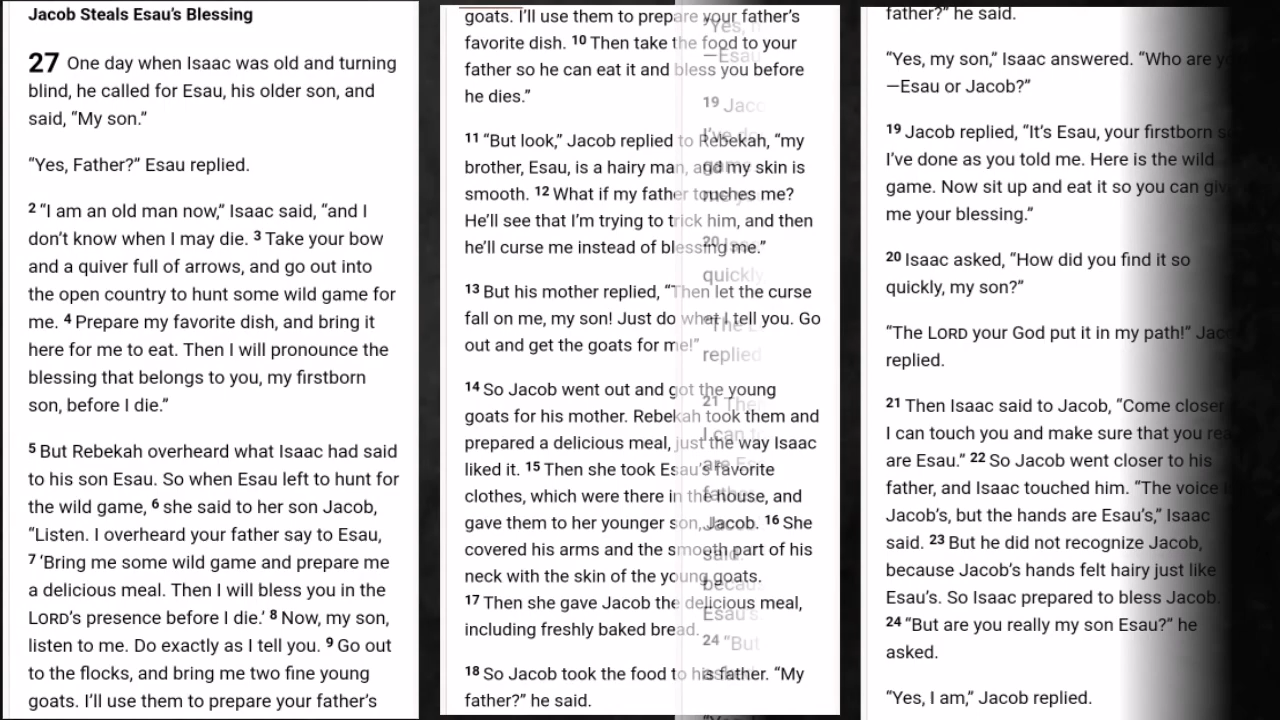 Jacob Steals Esau’s Blessing
27 One day when Isaac was old and turning
blind, he called for Esau, his older son, and
said, “My son.”
“Yes, Father?” Esau replied.
2 “I am an old man now,” Isaac said, “and I
don’t know when I may die. 3 Take your bow
and a quiver full of arrows, and go out into
the open country to hunt some wild game for
me. 4 Prepare my favorite dish, and bring it
here for me to eat. Then I will pronounce the
blessing that belongs to you, my firstborn
son, before I die.”
5 But Rebekah overheard what Isaac had said
to his son Esau. So when Esau left to hunt for
the wild game, 6 she said to her son Jacob,
“Listen. I overheard your father say to Esau,
7 ‘Bring me some wild game and prepare me
a delicious meal. Then I will bless you in the
LORD’s presence before I die.’ 8 Now, my son,
listen to me. Do exactly as I tell you. 9 Go out
to the flocks, and bring me two fine young
goats. I’ll use them to prepare your father’s
goats. I’ll use them to prepare your father’s
favorite dish. 10 Then take the food to your
father so he can eat it and bless you before
he dies.”
11 “But look,” Jacob replied to Rebekah, “my
brother, Esau, is a hairy man, and my skin is
smooth. 12 What if my father touches me?
He’ll see that I’m trying to trick him, and then
he’ll curse me instead of blessing me.”
13 But his mother replied, “Then let the curse
fall on me, my son! Just do what I tell you. Go
out and get the goats for me!”
14 So Jacob went out and got the young
goats for his mother. Rebekah took them and
prepared a delicious meal, just the way Isaac
liked it. 15 Then she took Esau’s favorite
clothes, which were there in the house, and
gave them to her younger son, Jacob. 16 She
covered his arms and the smooth part of his
neck with the skin of the young goats.
17 Then she gave Jacob the delicious meal,
including freshly baked bread.
18 So Jacob took the food to his father. “My
father?” he said.
father?” he said.
“Yes, my son,” Isaac answered. “Who are
—Esau or Jacob?”
19 Jacob replied, “It’s Esau, your firstborn
I’ve done as you told me. Here is the wild
game. Now sit up and eat it so you can
me your blessing.”
20 Isaac asked, “How did you find it so
quickly, my son?”
“The LORD your God put it in my path!”
replied.
21 Then Isaac said to Jacob, “Come closer
I can touch you and make sure that you
are Esau.” 22 So Jacob went closer to his
father, and Isaac touched him. “The voice
Jacob’s, but the hands are Esau’s,” Isaac
said. 23 But he did not recognize Jacob,
because Jacob’s hands felt hairy just like
Esau’s. So Isaac prepared to bless Jacob.
24 “But are you really my son Esau?” he
asked.
“Yes, I am,” Jacob replied.